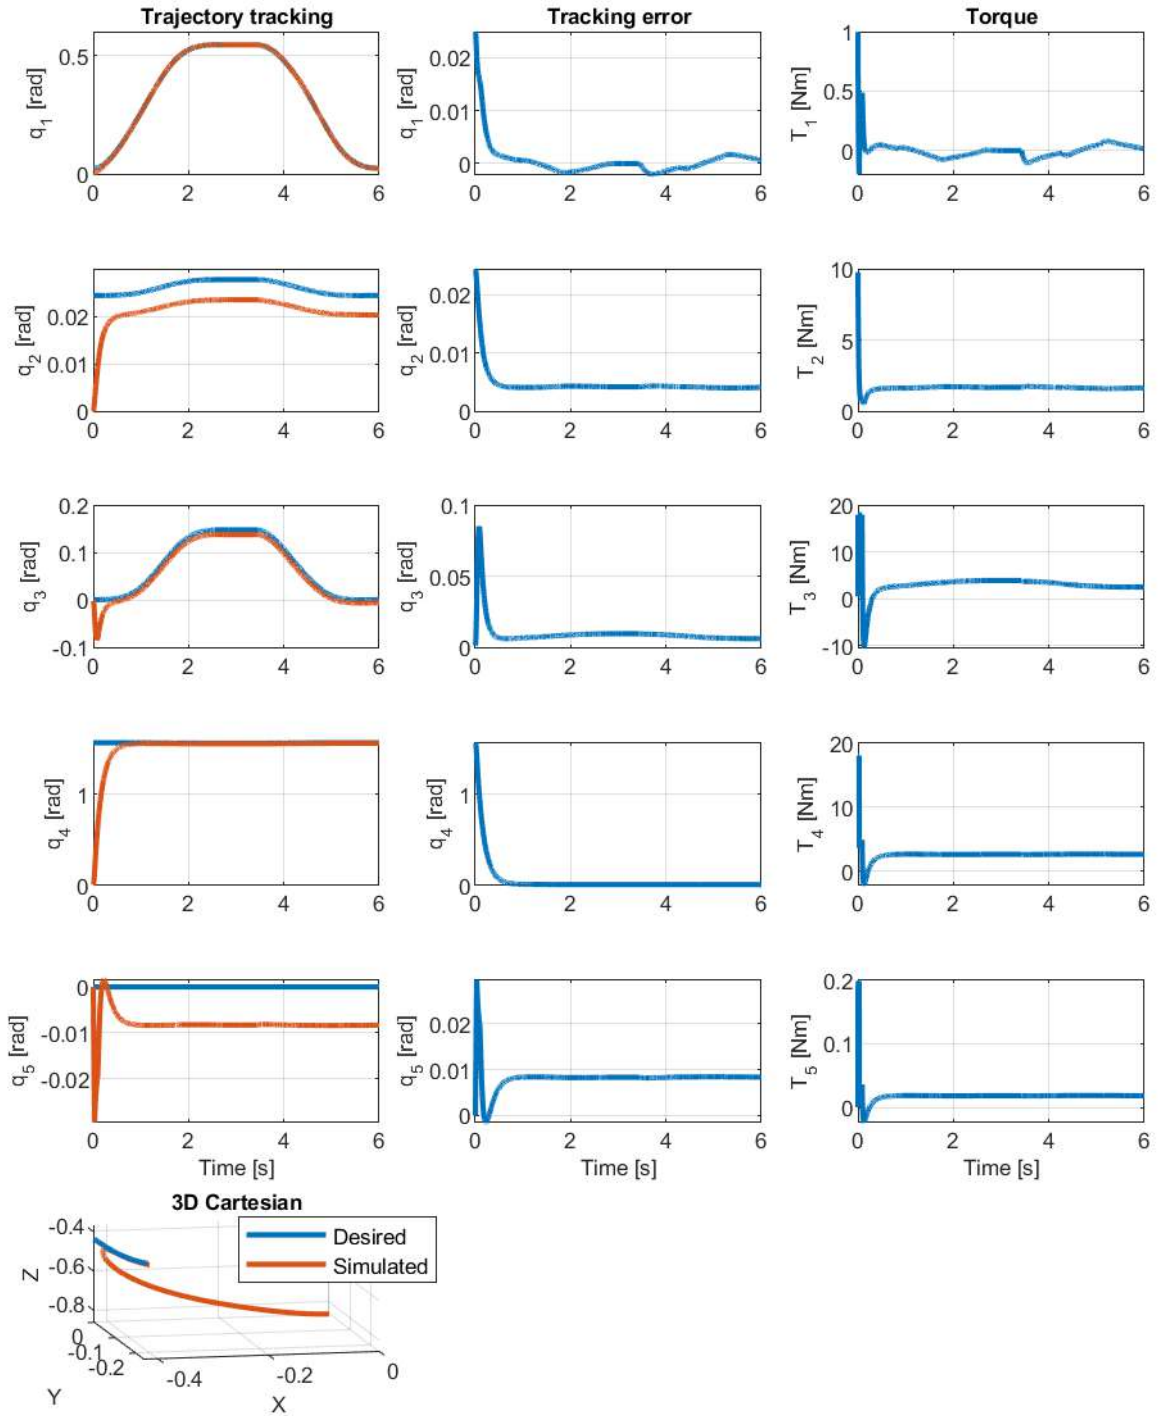 Trajectory tracking
Tracking error
Torque
0.5
0
q1 [rad]
0 2 4 6
0.02
0.01
0
q1 [rad]
0 2 4 6
1
0.5
0
T1 [Nm]
0 2 4 6
0.02
0.01
0
q2 [rad]
0 2 4 6
0.02
0.01
0
q2 [rad]
0 2 4 6
10
5
0
T2 [Nm]
0 2 4 6
0.2
0.1
0
-0.1
q3 [rad]
0 2 4 6
0.1
0.05
0
q3 [rad]
0 2 4 6
20
10
0
-10
T3 [Nm]
0 2 4 6
1
0
q4 [rad]
0 2 4 6
1
0
q4 [rad]
0 2 4 6
20
10
0
T4 [Nm]
0 2 4 6
0
-0.01
-0.02
q5 [rad]
0 2 4 6
Time [s]
0.02
0.01
0
q5 [rad]
0 2 4 6
Time [s]
0.2
0.1
0
T5 [Nm]
0 2 4 6
Time [s]
3D Cartesian
Desired
Simulated
-0.4
-0.6
-0.8
Z
0
-0.1
-0.2
Y
-0.4
-0.2
0
X